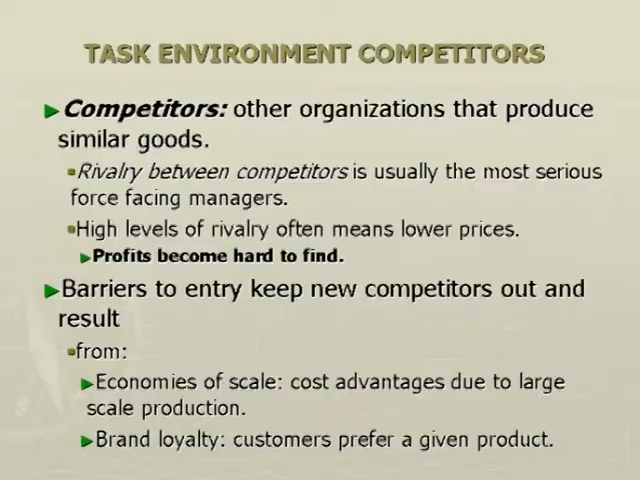 TASK ENVIRONMENT COMPETITORS
Competitors: other organizations that produce
similar goods.
Rivalry between competitors is usually the most serious
force facing managers.
High levels of rivalry often means lower prices.
Profits become hard to find.
Barriers to entry keep new competitors out and
result
from:
Economies of scale: cost advantages due to large
scale production.
Brand loyalty: customers prefer a given product.